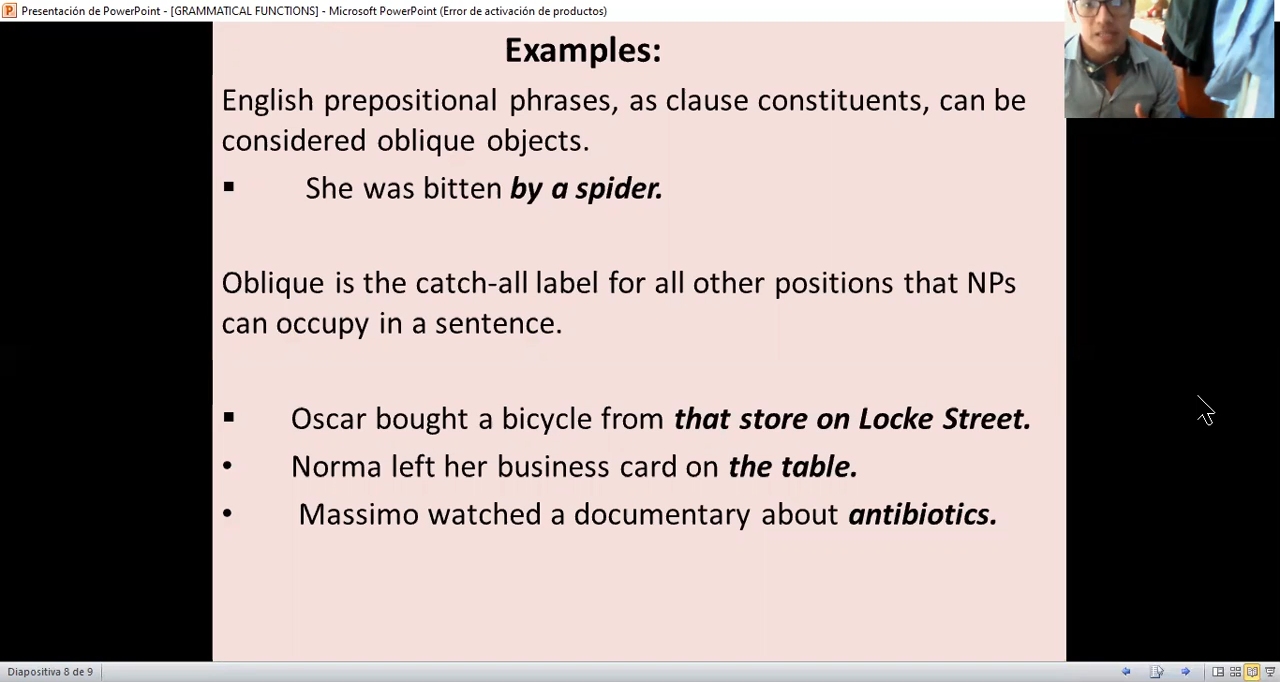 Presentación de PowerPoint - [GRAMMATICAL FUNCTIONS] - Microsoft PowerPoint (Error de activación de productos)
Examples:
English prepositional phrases, as clause constituents, can be
considered oblique objects.
▪ She was bitten by a spider.
Oblique is the catch-all label for all other positions that NPs
can occupy in a sentence.
▪ Oscar bought a bicycle from that store on Locke Street.
• Norma left her business card on the table.
• Massimo watched a documentary about antibiotics.
Diapositiva 8 de 9